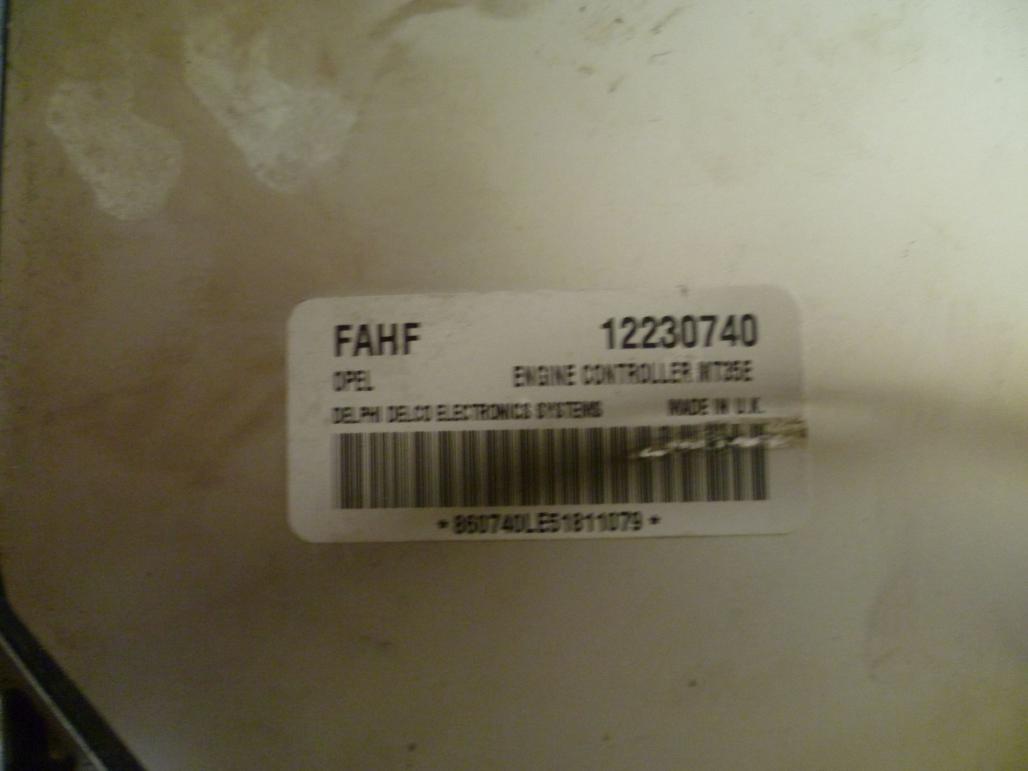 FAHF 12230740
OPEL ENGINE CONTROLLER MT35E
DELPHI DELCO ELECTRONICS SYSTEMS MADE IN U.K.
*860740LE51811079*